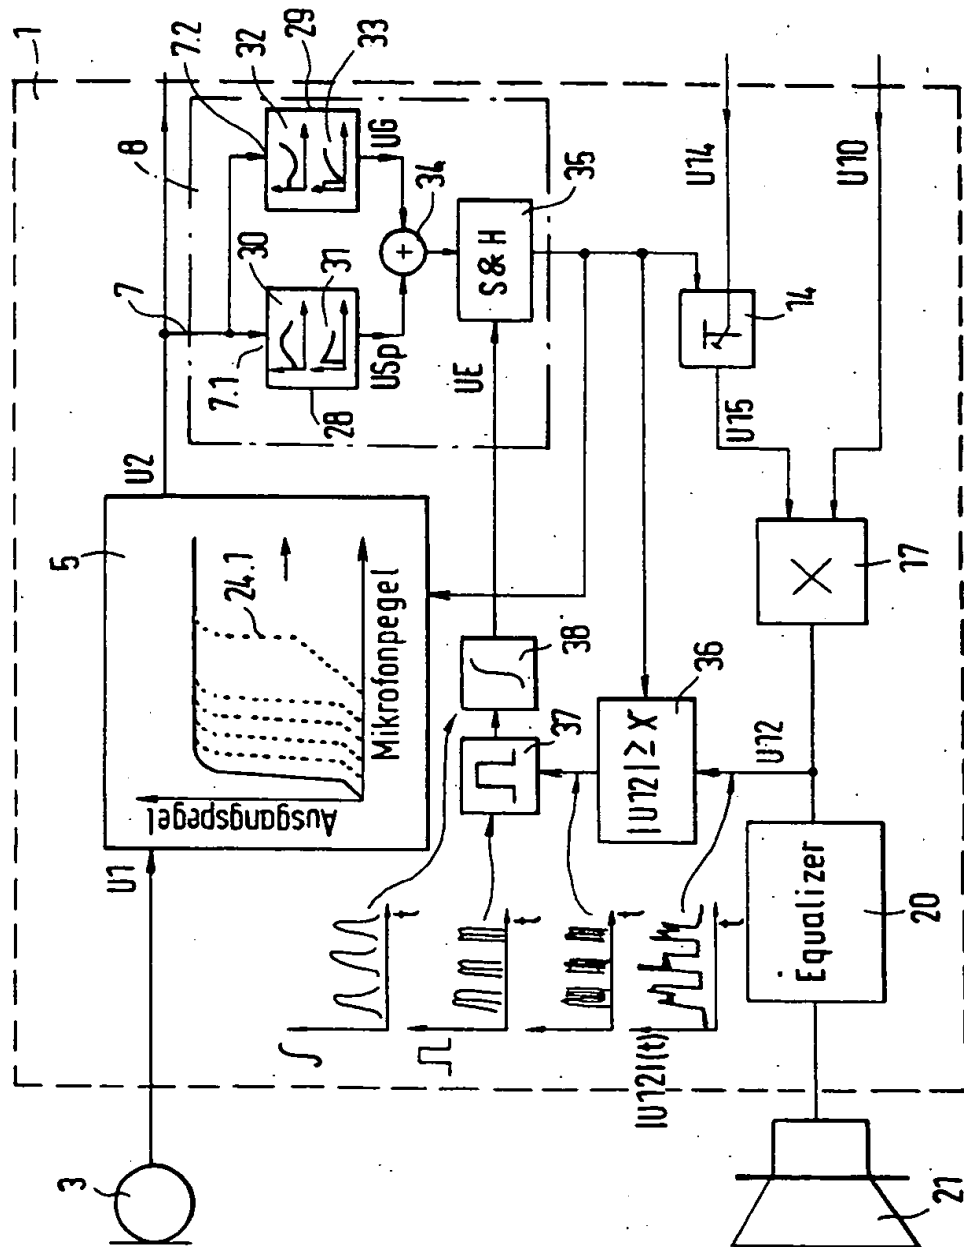 3
1
U1
5
Ausgangspegel
24.1
Mikrofonpegel
U2
7
8
7.1
7.2
30
31
28
USp
32
29
33
UG
+
34
S & H
35
UE
38
37
∫
t
t
t
|U12|(t)
t
|U12| ≥ X
36
U12
U14
14
U15
U10
17
Equalizer
20
21